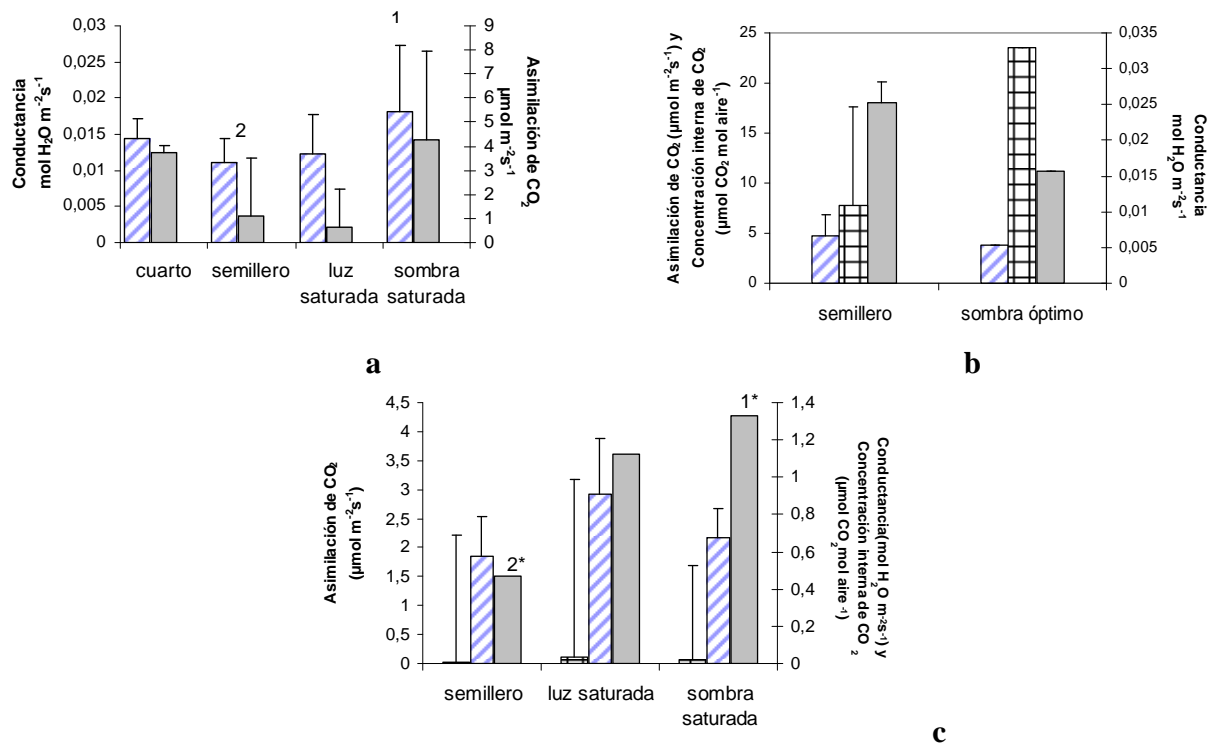 0,03
0,025
0,02
0,015
0,01
0,005
0
Conductancia
mol H₂O m⁻²s⁻¹
1
2
9
8
7
6
5
4
3
2
1
0
Asimilación de CO₂
µmol m⁻²s⁻¹
cuarto
semillero
luz
saturada
sombra
saturada
a
Asimilación de CO₂ (µmol m⁻²s⁻¹) y
Concentración interna de CO₂
(µmol CO₂ mol aire⁻¹)
25
20
15
10
5
0
0,035
0,03
0,025
0,02
0,015
0,01
0,005
0
Conductancia
mol H₂O m⁻²s⁻¹
semillero
sombra óptimo
b
Asimilación de CO₂
(µmol m⁻²s⁻¹)
4,5
4
3,5
3
2,5
2
1,5
1
0,5
0
2*
1*
1,4
1,2
1
0,8
0,6
0,4
0,2
0
Conductancia(mol H₂O m⁻²s⁻¹) y
Concentración interna de CO₂
(µmol CO₂ mol aire⁻¹)
semillero
luz saturada
sombra
saturada
c